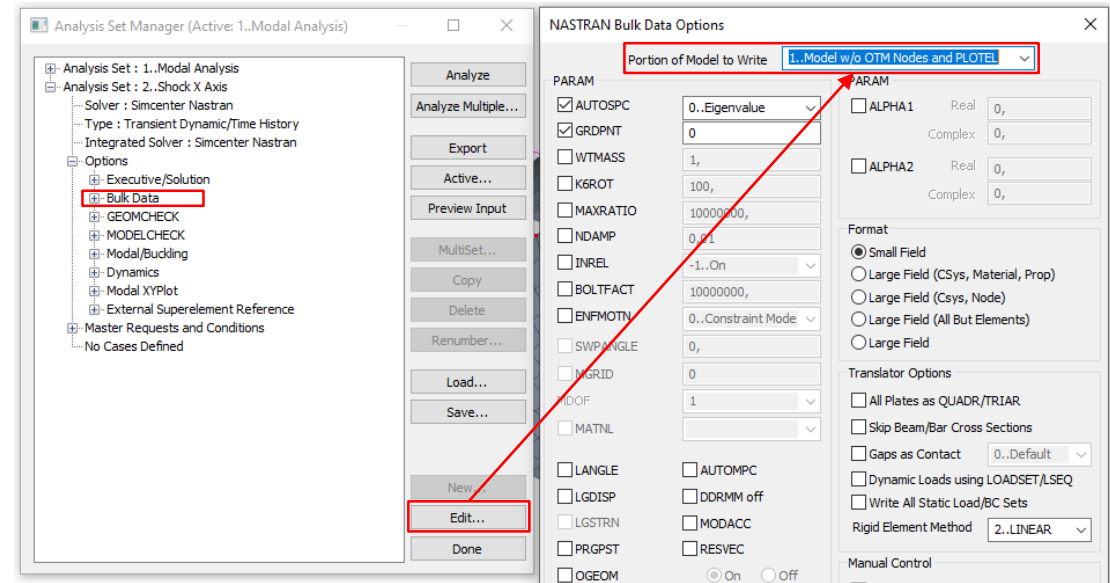 Analysis Set Manager (Active: 1..Modal Analysis)
Analysis Set : 1..Modal Analysis
Analysis Set : 2..Shock X Axis
Solver : Simcenter Nastran
Type : Transient Dynamic/Time History
Integrated Solver : Simcenter Nastran
Options
Executive/Solution
Bulk Data
GEOMCHECK
MODELCHECK
Modal/Buckling
Dynamics
Modal XYPlot
External Superelement Reference
Master Requests and Conditions
No Cases Defined
Analyze
Analyze Multiple...
Export
Active...
Preview Input
MultiSet...
Copy
Delete
Renumber...
Load...
Save...
New...
Edit...
Done
NASTRAN Bulk Data Options
Portion of Model to Write 1..Model w/o OTM Nodes and PLOTEL
PARAM
AUTOSPC 0..Eigenvalue
GRDPNT 0
WTMASS 1,
K6ROT 100,
MAXRATIO 10000000,
NDAMP 0,01
INREL -1..On
BOLTFACT 10000000,
ENFMOTN 0..Constraint Mode
SWPANGLE 0,
MGRID 0
MDOF 1
MATNL
LANGLE AUTOMPC
LGDISP DDRMM off
LGSTRN MODACC
PRGPST RESVEC
OGEOM On Off
PARAM
ALPHA1 Real 0,
Complex 0,
ALPHA2 Real 0,
Complex 0,
Format
Small Field
Large Field (CSys, Material, Prop)
Large Field (Csys, Node)
Large Field (All But Elements)
Large Field
Translator Options
All Plates as QUADR/TRIAR
Skip Beam/Bar Cross Sections
Gaps as Contact 0..Default
Dynamic Loads using LOADSET/LSEQ
Write All Static Load/BC Sets
Rigid Element Method 2..LINEAR
Manual Control